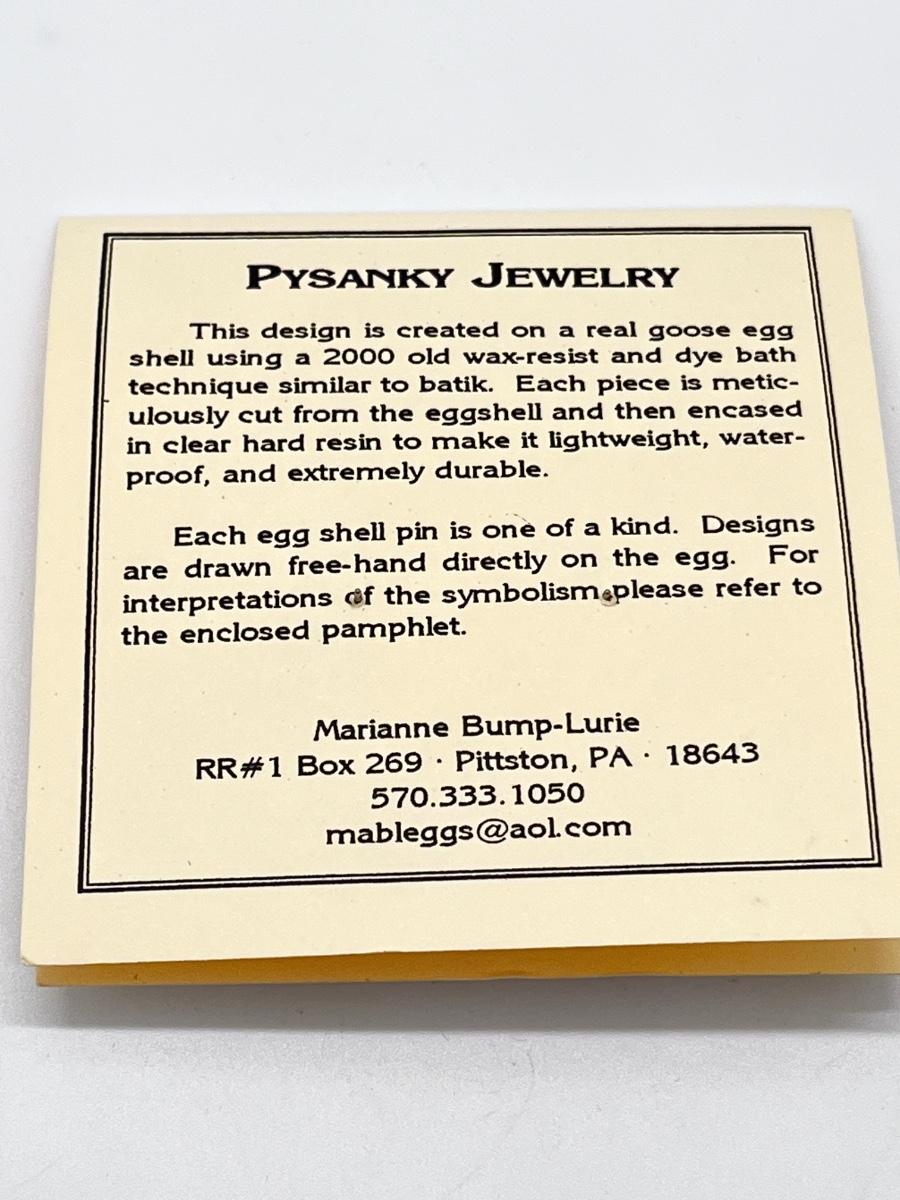 PYSANKY JEWELRY
This design is created on a real goose egg
shell using a 2000 old wax-resist and dye bath
technique similar to batik. Each piece is metic-
ulously cut from the eggshell and then encased
in clear hard resin to make it lightweight, water-
proof, and extremely durable.
Each egg shell pin is one of a kind. Designs
are drawn free-hand directly on the egg. For
interpretations of the symbolism please refer to
the enclosed pamphlet.
Marianne Bump-Lurie
RR#1 Box 269 · Pittston, PA · 18643
570.333.1050
mableggs@aol.com